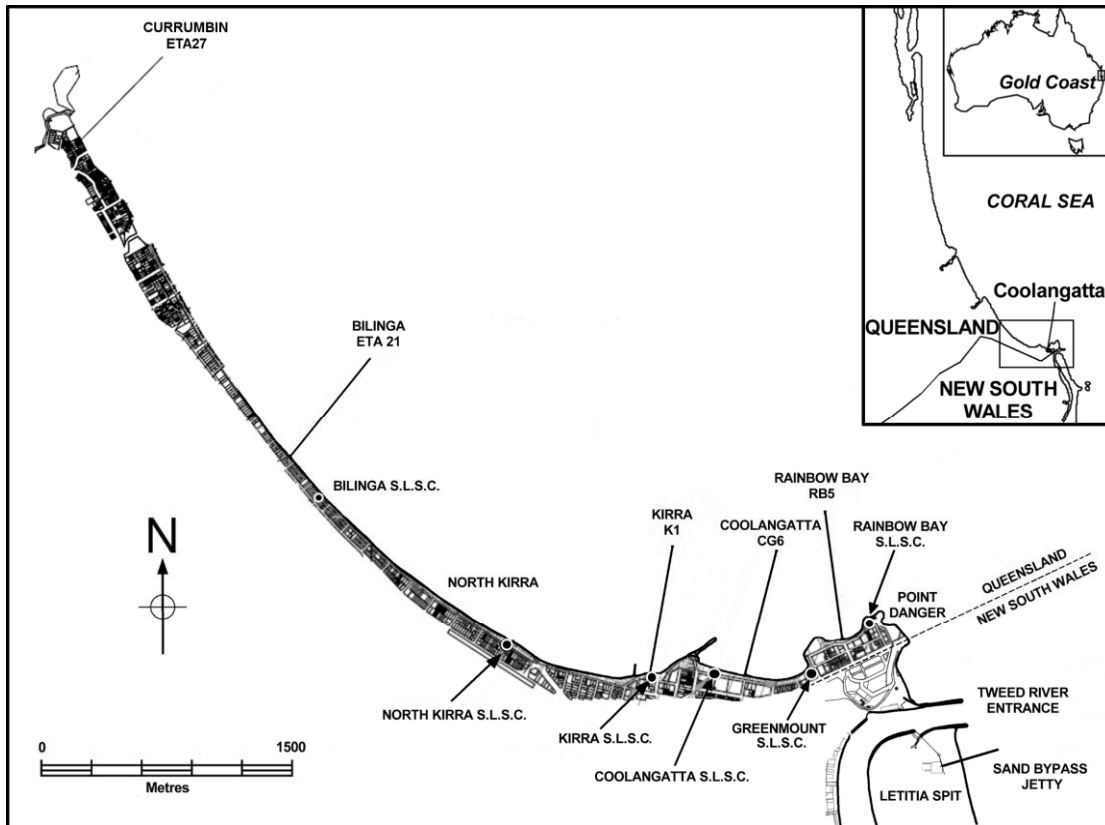 CURRUMBIN
ETA27
Gold Coast
CORAL SEA
Coolangatta
QUEENSLAND
NEW SOUTH
WALES
BILINGA
ETA 21
BILINGA S.L.S.C.
RAINBOW BAY
RB5
KIRRA
K1
COOLANGATTA
CG6
RAINBOW BAY
S.L.S.C.
QUEENSLAND
NEW SOUTH WALES
N
NORTH KIRRA
POINT
DANGER
NORTH KIRRA S.L.S.C.
KIRRA S.L.S.C.
GREENMOUNT
S.L.S.C.
TWEED RIVER
ENTRANCE
COOLANGATTA S.L.S.C.
SAND BYPASS
JETTY
LETITIA SPIT
0
1500
Metres